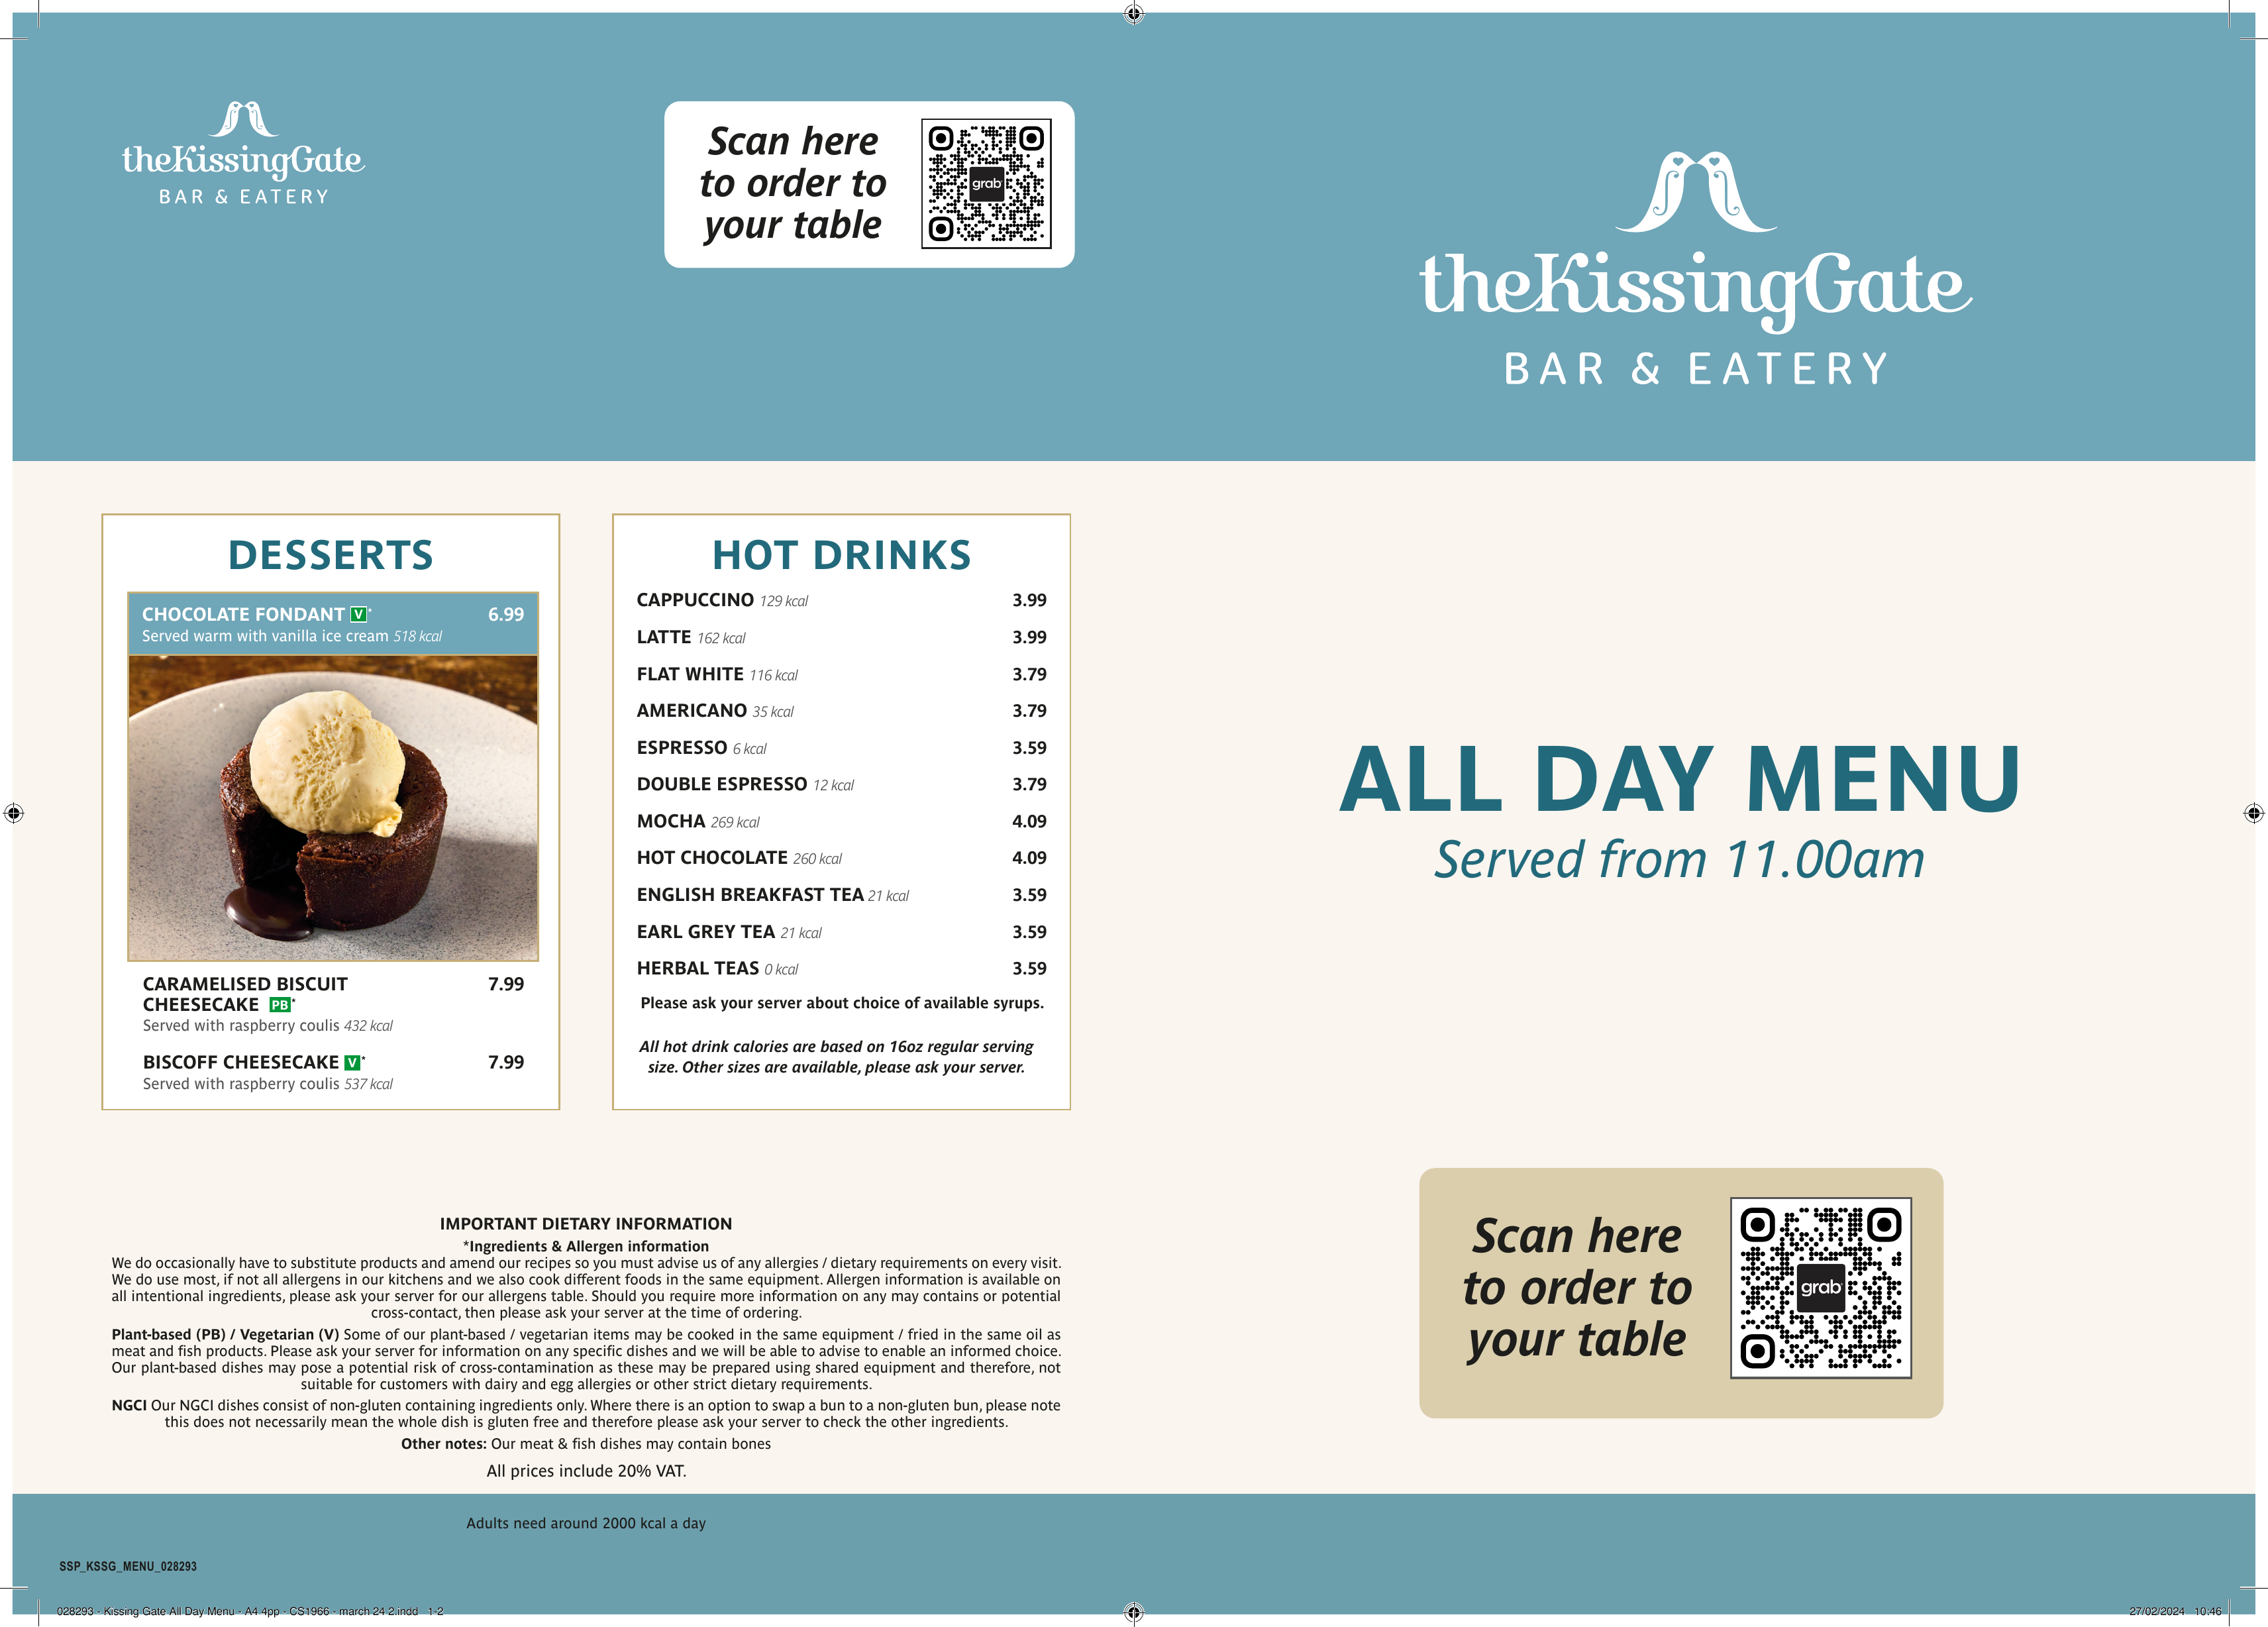 theKissingGate
BAR & EATERY
Scan here
to order to
your table
grab
DESSERTS
CHOCOLATE FONDANT V* 6.99
Served warm with vanilla ice cream 518 kcal
CARAMELISED BISCUIT 7.99
CHEESECAKE PB*
Served with raspberry coulis 432 kcal
BISCOFF CHEESECAKE V* 7.99
Served with raspberry coulis 537 kcal
HOT DRINKS
CAPPUCCINO 129 kcal 3.99
LATTE 162 kcal 3.99
FLAT WHITE 116 kcal 3.79
AMERICANO 35 kcal 3.79
ESPRESSO 6 kcal 3.59
DOUBLE ESPRESSO 12 kcal 3.79
MOCHA 269 kcal 4.09
HOT CHOCOLATE 260 kcal 4.09
ENGLISH BREAKFAST TEA 21 kcal 3.59
EARL GREY TEA 21 kcal 3.59
HERBAL TEAS 0 kcal 3.59
Please ask your server about choice of available syrups.
All hot drink calories are based on 16oz regular serving
size. Other sizes are available, please ask your server.
IMPORTANT DIETARY INFORMATION
*Ingredients & Allergen information
We do occasionally have to substitute products and amend our recipes so you must advise us of any allergies / dietary requirements on every visit.
We do use most, if not all allergens in our kitchens and we also cook different foods in the same equipment. Allergen information is available on
all intentional ingredients, please ask your server for our allergens table. Should you require more information on any may contains or potential
cross-contact, then please ask your server at the time of ordering.
Plant-based (PB) / Vegetarian (V) Some of our plant-based / vegetarian items may be cooked in the same equipment / fried in the same oil as
meat and fish products. Please ask your server for information on any specific dishes and we will be able to advise to enable an informed choice.
Our plant-based dishes may pose a potential risk of cross-contamination as these may be prepared using shared equipment and therefore, not
suitable for customers with dairy and egg allergies or other strict dietary requirements.
NGCI Our NGCI dishes consist of non-gluten containing ingredients only. Where there is an option to swap a bun to a non-gluten bun, please note
this does not necessarily mean the whole dish is gluten free and therefore please ask your server to check the other ingredients.
Other notes: Our meat & fish dishes may contain bones
All prices include 20% VAT.
Adults need around 2000 kcal a day
SSP_KSSG_MENU_028293
028293 - Kissing Gate All Day Menu - A4 4pp - CS1966 - march 24 2.indd 1-2
theKissingGate
BAR & EATERY
ALL DAY MENU
Served from 11.00am
Scan here
to order to
your table
grab
27/02/2024 10:46